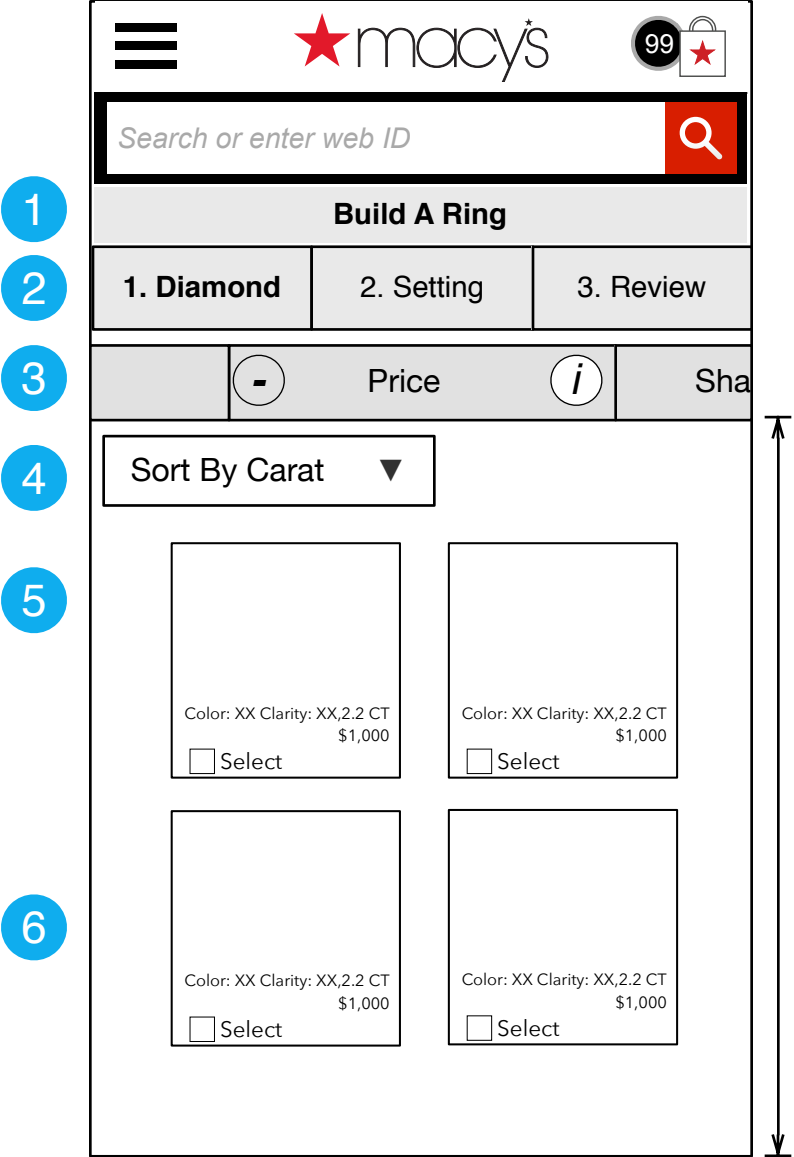 macy's
99
Search or enter web ID
1
Build A Ring
2
1. Diamond 2. Setting 3. Review
3
- Price i Sha
4
Sort By Carat ▼
5
Color: XX Clarity: XX,2.2 CT
$1,000
Select
Color: XX Clarity: XX,2.2 CT
$1,000
Select
6
Color: XX Clarity: XX,2.2 CT
$1,000
Select
Color: XX Clarity: XX,2.2 CT
$1,000
Select